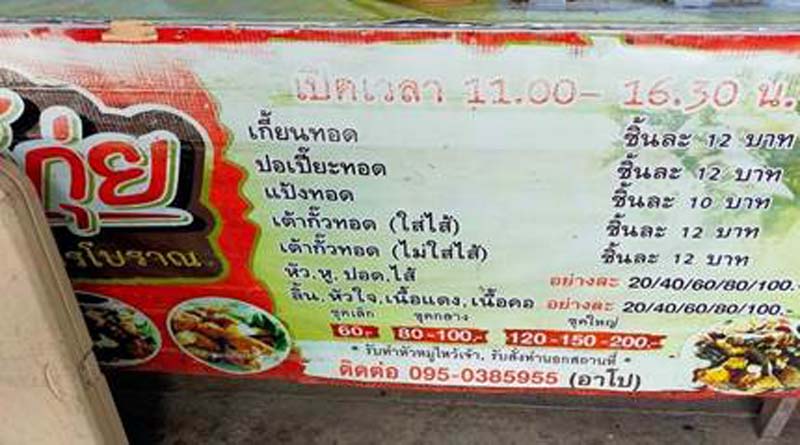 กุ่ย
รโบราณ
เปิดเวลา 11.00- 16.30 น.
เกี้ยนทอด ชิ้นละ 12 บาท
ปอเปี๊ยะทอด ชิ้นละ 12 บาท
แป้งทอด ชิ้นละ 10 บาท
เต้ากั๊วทอด (ใส่ไส้) ชิ้นละ 12 บาท
เต้ากั๊วทอด (ไม่ใส่ไส้) ชิ้นละ 12 บาท
หัว.หู.ปอด.ไส้ อย่างละ 20/40/60/80/100.-
ลิ้น.หัวใจ.เนื้อแดง.เนื้อคอ อย่างละ 20/40/60/80/100.-
ชุดเล็ก ชุดกลาง ชุดใหญ่
60.- 80-100.- 120-150-200.-
* รับทำหัวหมูไหว้เจ้า, รับสั่งทำนอกสถานที่ *
ติดต่อ 095-0385955 (อาโป)